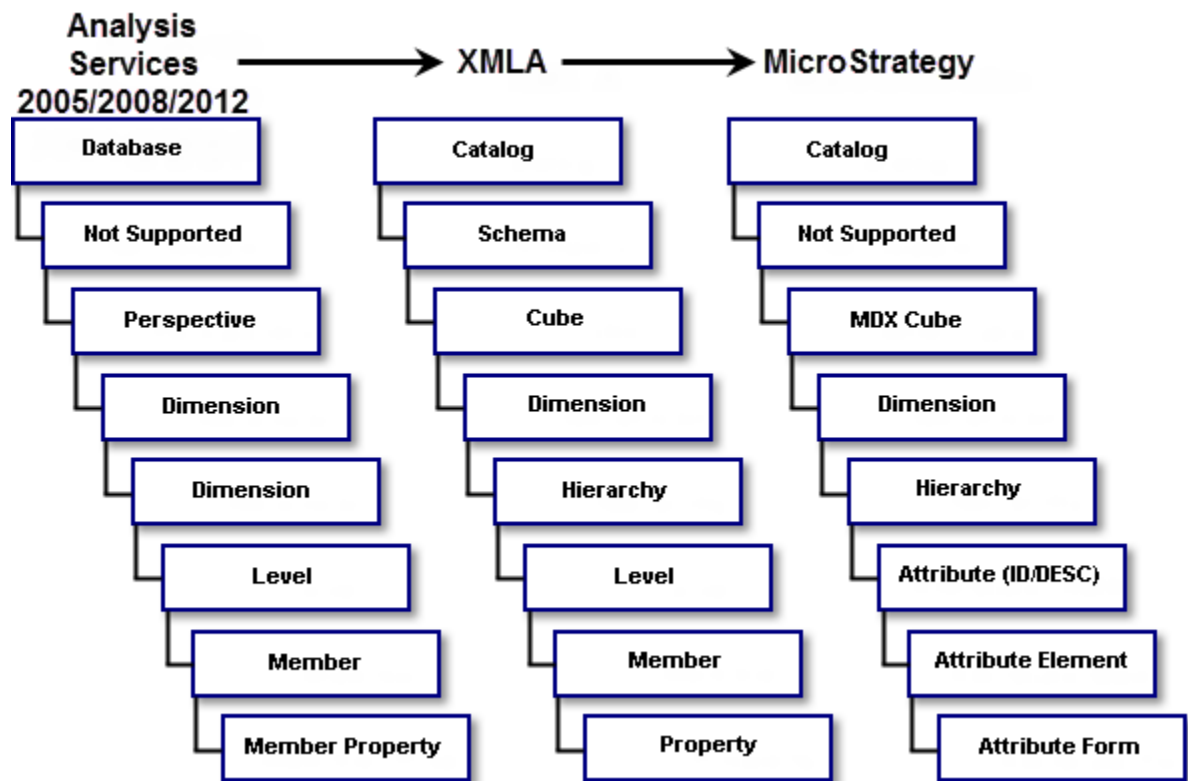 Analysis
Services
2005/2008/2012
XMLA
MicroStrategy
Database
Catalog
Catalog
Not Supported
Schema
Not Supported
Perspective
Cube
MDX Cube
Dimension
Dimension
Dimension
Dimension
Hierarchy
Hierarchy
Level
Level
Attribute (ID/DESC)
Member
Member
Attribute Element
Member Property
Property
Attribute Form